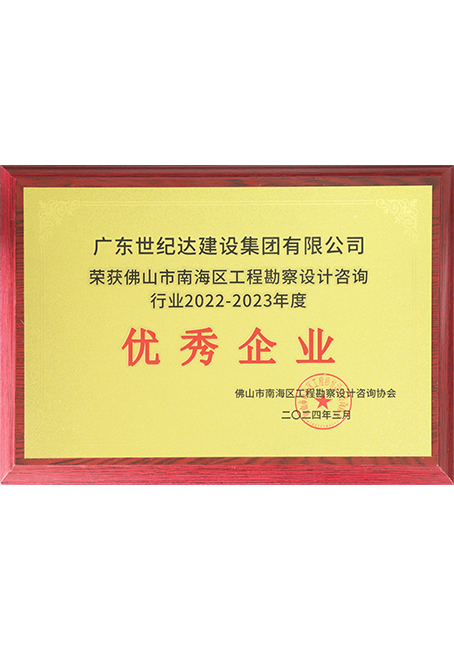 广东世纪达建设集团有限公司
荣获佛山市南海区工程勘察设计咨询
行业2022-2023年度
优秀企业
佛山市南海区工程勘察设计咨询协会
二〇二四年三月